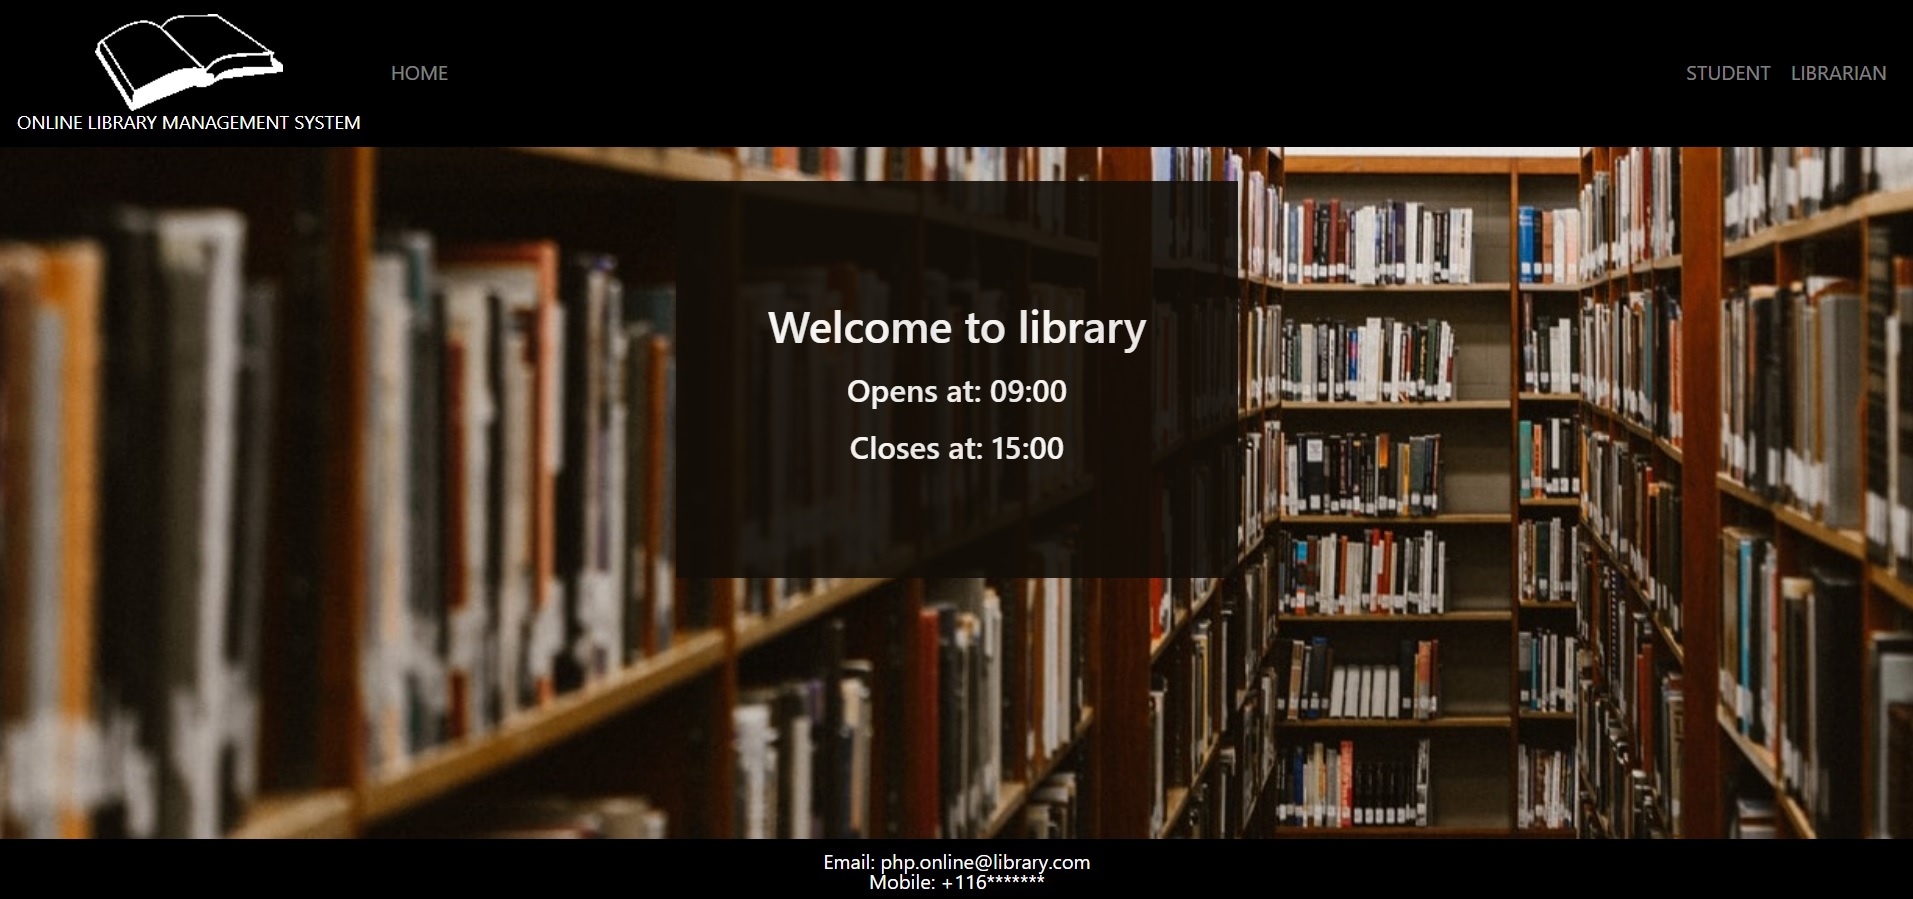 ONLINE LIBRARY MANAGEMENT SYSTEM
HOME
STUDENT
LIBRARIAN
Welcome to library
Opens at: 09:00
Closes at: 15:00
Email: php.online@library.com
Mobile: +116*******